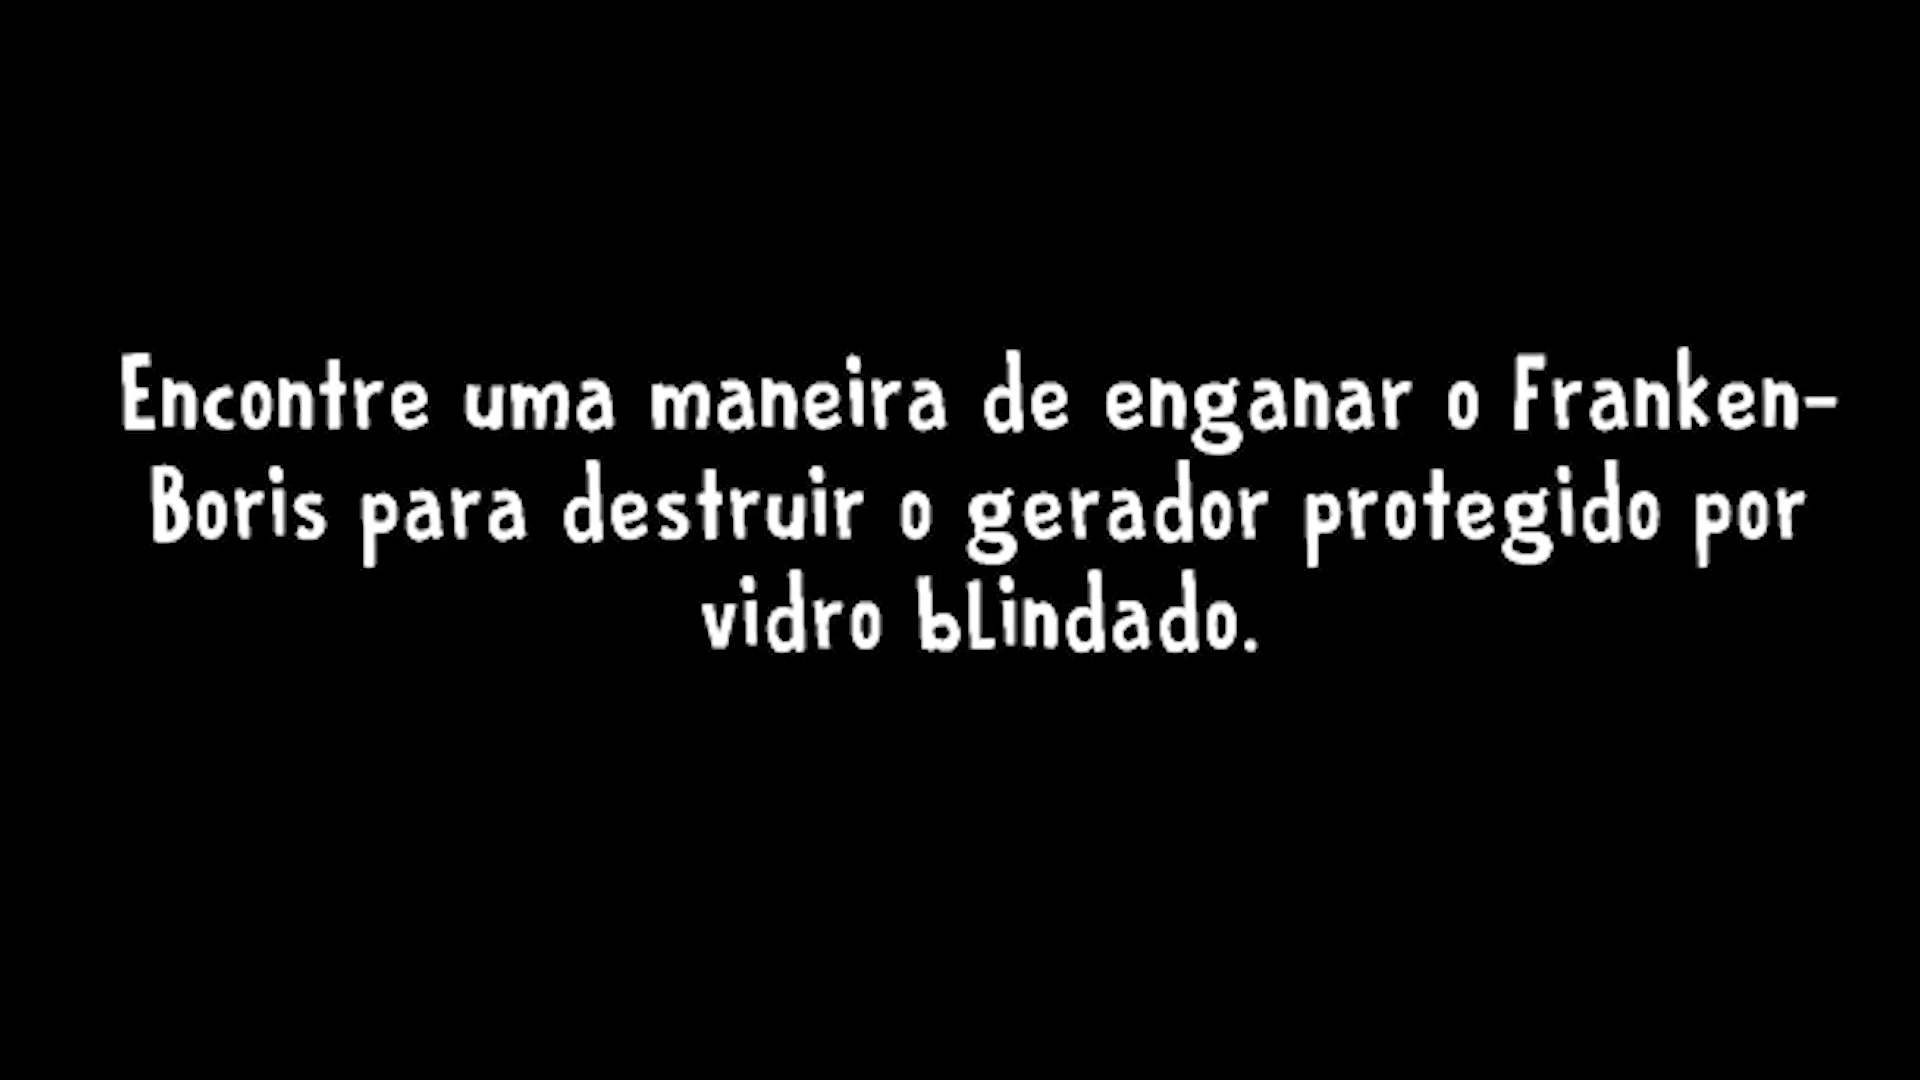 Encontre uma maneira de enganar o Franken-
Boris para destruir o gerador protegido por
vidro blindado.